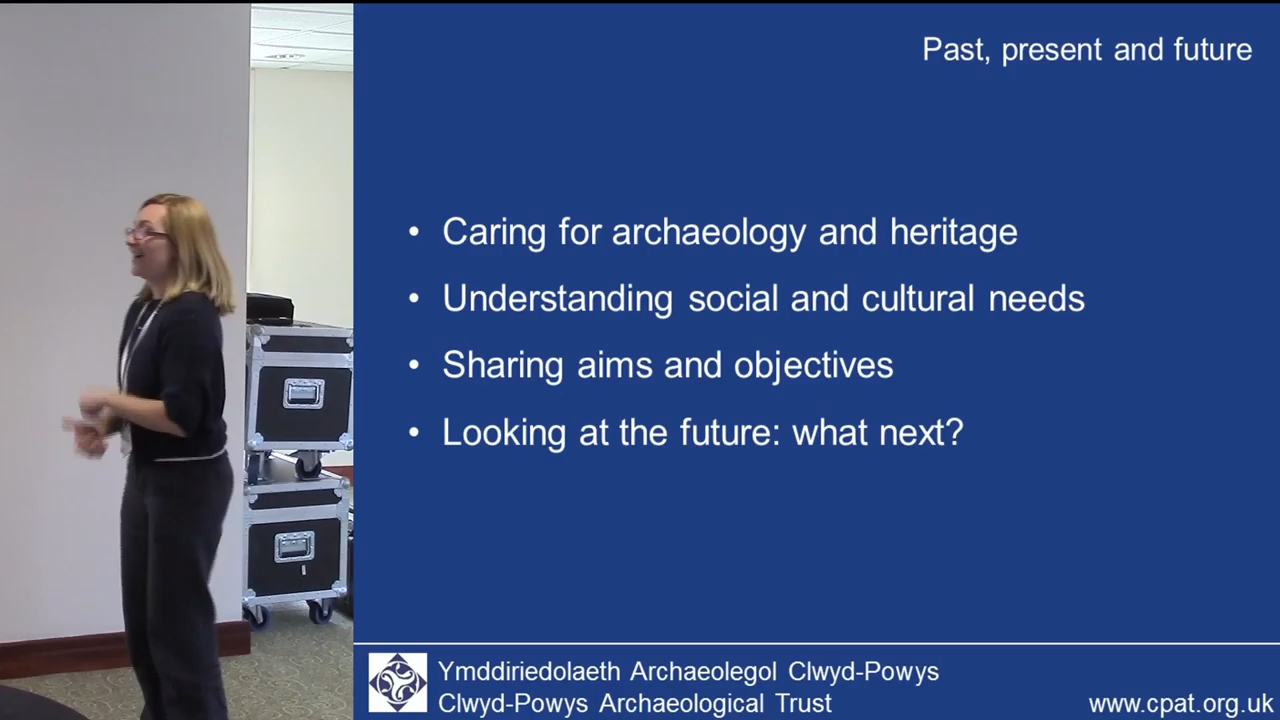 Past, present and future
• Caring for archaeology and heritage
• Understanding social and cultural needs
• Sharing aims and objectives
• Looking at the future: what next?
Ymddiriedolaeth Archaeolegol Clwyd-Powys
Clwyd-Powys Archaeological Trust
www.cpat.org.uk